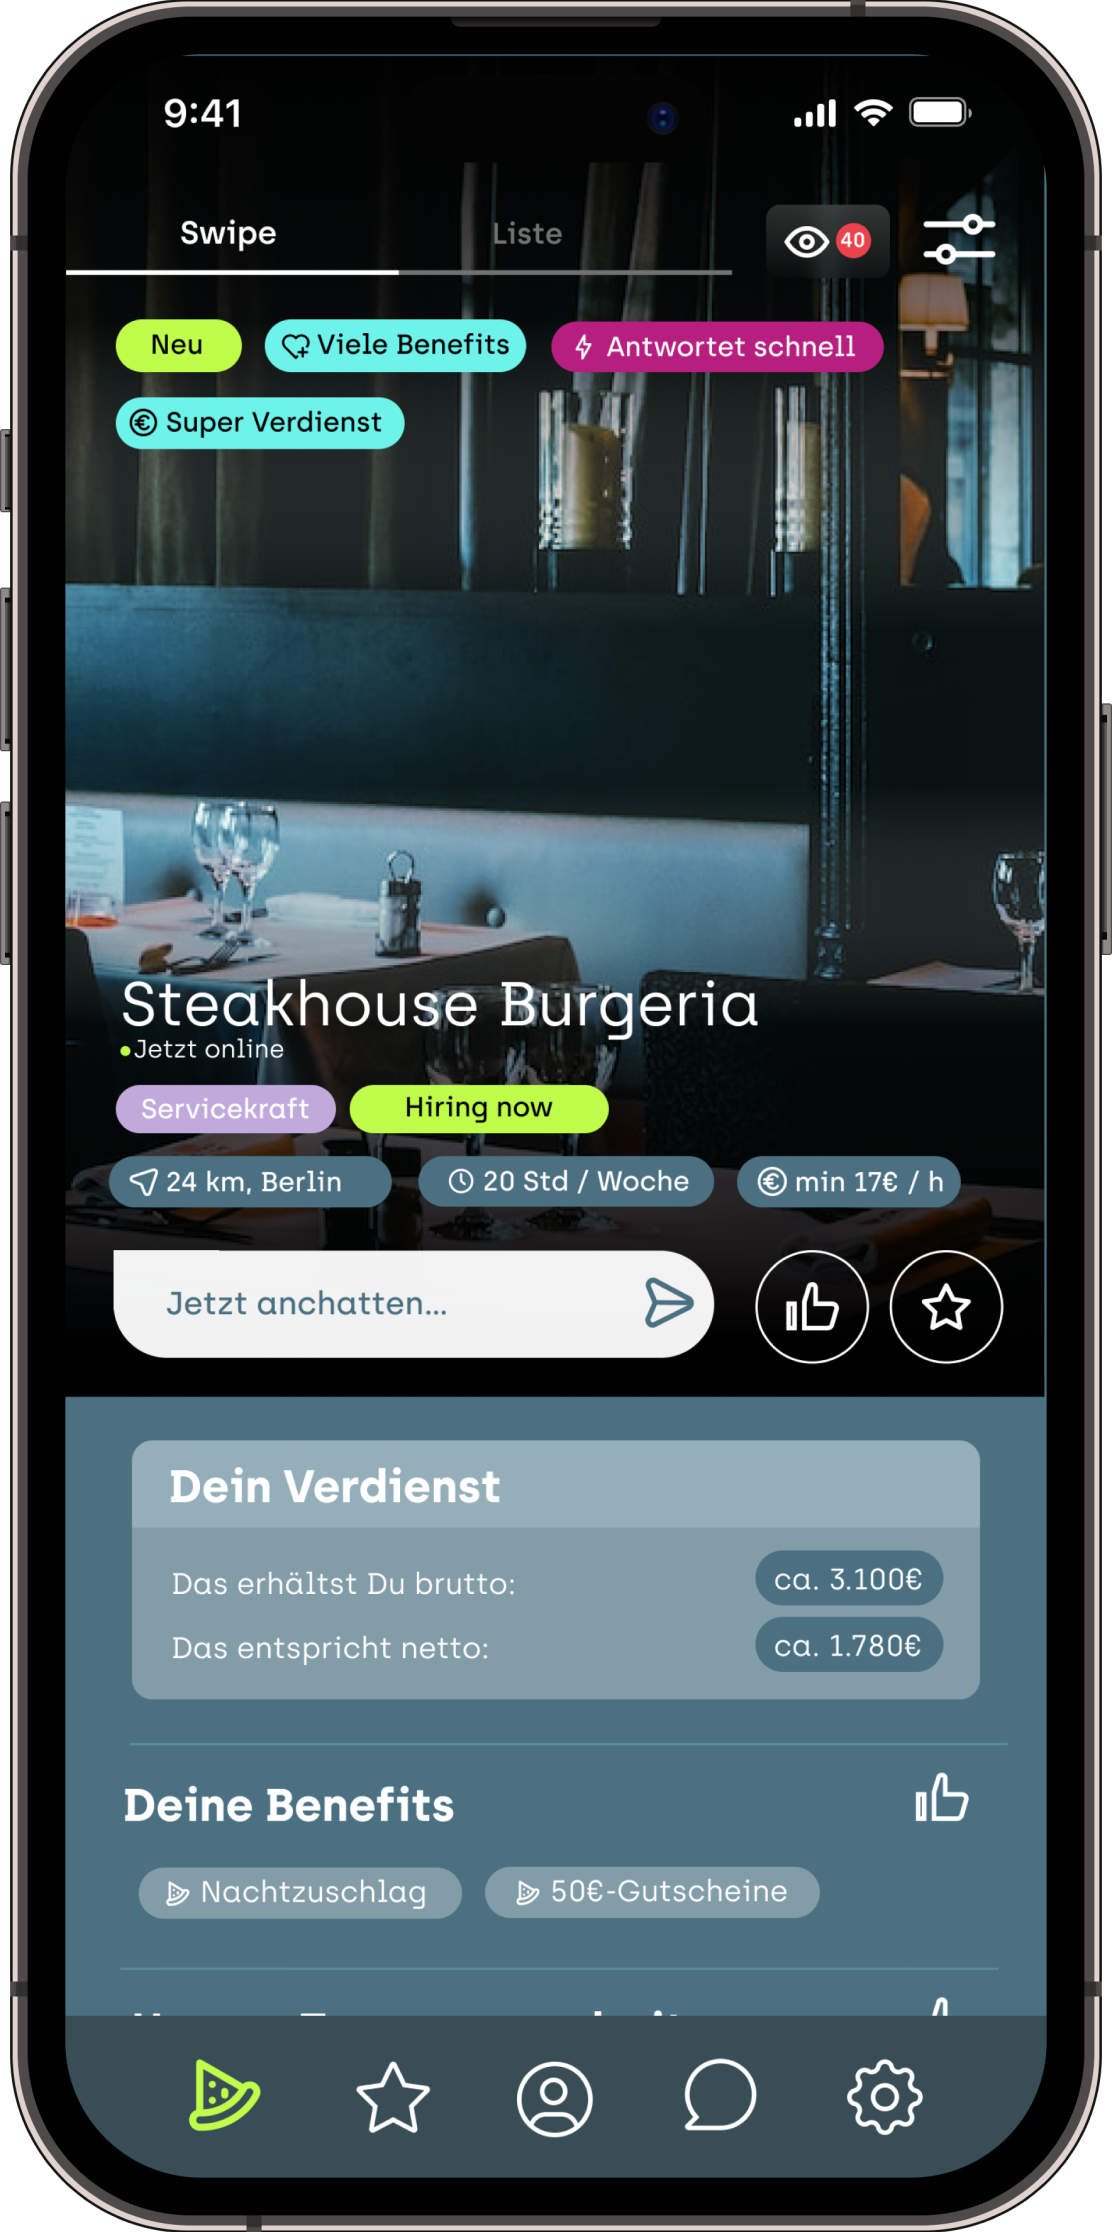 9:41
Swipe Liste 40
Neu Viele Benefits Antwortet schnell
Super Verdienst
Steakhouse Burgeria
Jetzt online
Servicekraft Hiring now
24 km, Berlin 20 Std / Woche min 17€ / h
Jetzt anchatten...
Dein Verdienst
Das erhältst Du brutto: ca. 3.100€
Das entspricht netto: ca. 1.780€
Deine Benefits
Nachtzuschlag 50€-Gutscheine